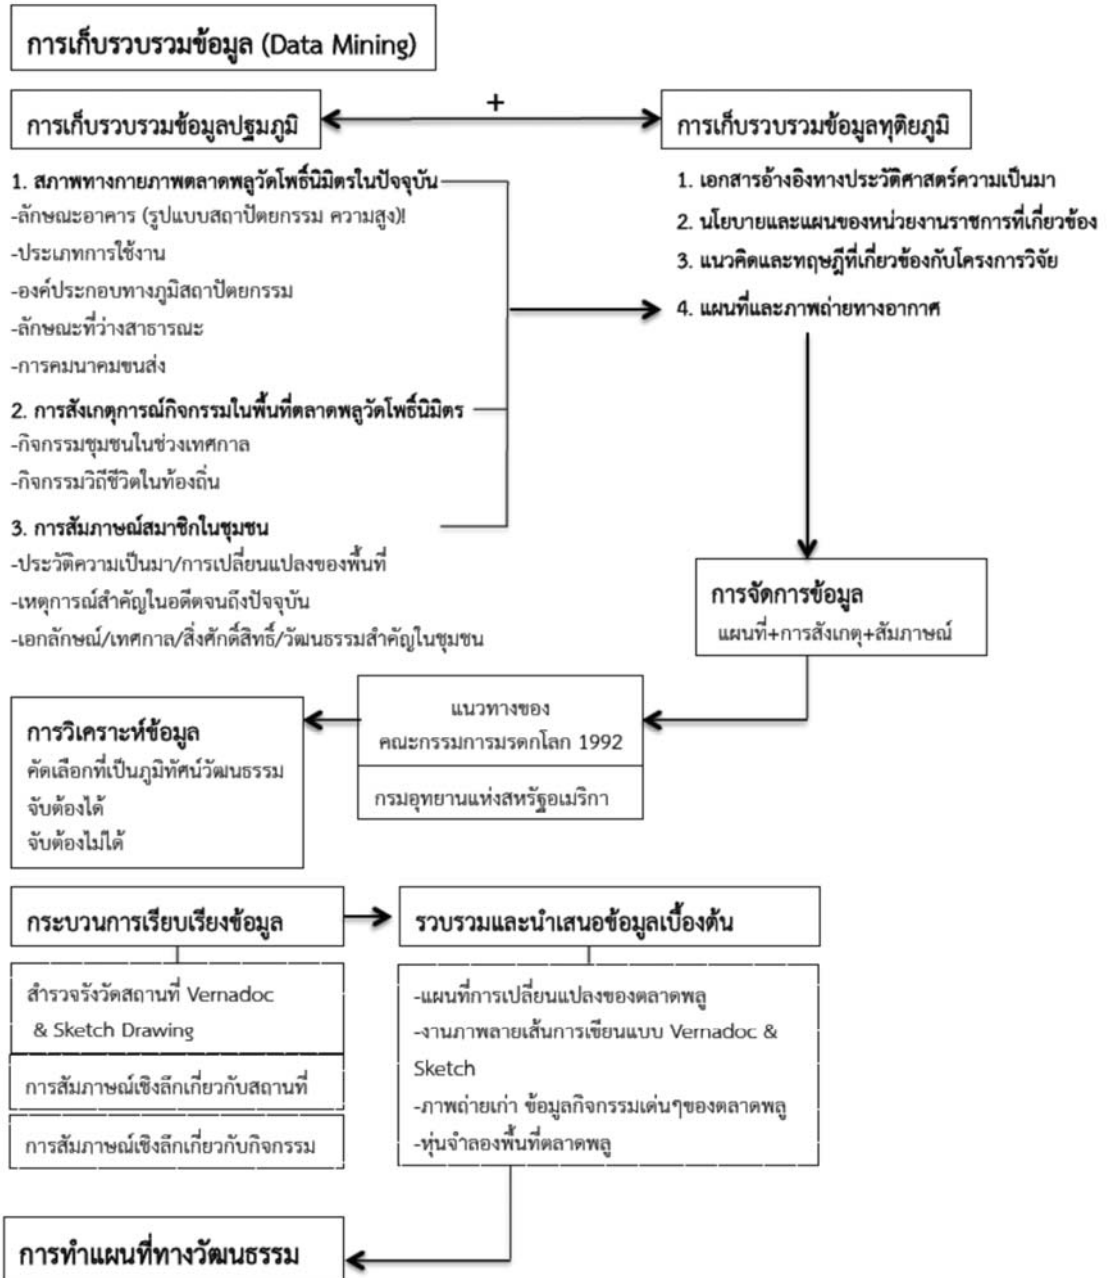 การเก็บรวบรวมข้อมูล (Data Mining)
การเก็บรวบรวมข้อมูลปฐมภูมิ
+
การเก็บรวบรวมข้อมูลทุติยภูมิ
1. สภาพทางกายภาพตลาดพลูวัดโพธิ์นิมิตรในปัจจุบัน
-ลักษณะอาคาร (รูปแบบสถาปัตยกรรม ความสูง)!
-ประเภทการใช้งาน
-องค์ประกอบทางภูมิสถาปัตยกรรม
-ลักษณะที่ว่างสาธารณะ
-การคมนาคมขนส่ง
2. การสังเกตุการณ์กิจกรรมในพื้นที่ตลาดพลูวัดโพธิ์นิมิตร
-กิจกรรมชุมชนในช่วงเทศกาล
-กิจกรรมวิถีชีวิตในท้องถิ่น
3. การสัมภาษณ์สมาชิกในชุมชน
-ประวัติความเป็นมา/การเปลี่ยนแปลงของพื้นที่
-เหตุการณ์สำคัญในอดีตจนถึงปัจจุบัน
-เอกลักษณ์/เทศกาล/สิ่งศักดิ์สิทธิ์/วัฒนธรรมสำคัญในชุมชน
1. เอกสารอ้างอิงทางประวัติศาสตร์ความเป็นมา
2. นโยบายและแผนของหน่วยงานราชการที่เกี่ยวข้อง
3. แนวคิดและทฤษฎีที่เกี่ยวข้องกับโครงการวิจัย
4. แผนที่และภาพถ่ายทางอากาศ
การจัดการข้อมูล
แผนที่+การสังเกตุ+สัมภาษณ์
แนวทางของ
คณะกรรมการมรดกโลก 1992
กรมอุทยานแห่งสหรัฐอเมริกา
การวิเคราะห์ข้อมูล
คัดเลือกที่เป็นภูมิทัศน์วัฒนธรรม
จับต้องได้
จับต้องไม่ได้
กระบวนการเรียบเรียงข้อมูล
สำรวจรังวัดสถานที่ Vernadoc
& Sketch Drawing
การสัมภาษณ์เชิงลึกเกี่ยวกับสถานที่
การสัมภาษณ์เชิงลึกเกี่ยวกับกิจกรรม
รวบรวมและนำเสนอข้อมูลเบื้องต้น
-แผนที่การเปลี่ยนแปลงของตลาดพลู
-งานภาพลายเส้นการเขียนแบบ Vernadoc &
Sketch
-ภาพถ่ายเก่า ข้อมูลกิจกรรมเด่นๆของตลาดพลู
-หุ่นจำลองพื้นที่ตลาดพลู
การทำแผนที่ทางวัฒนธรรม